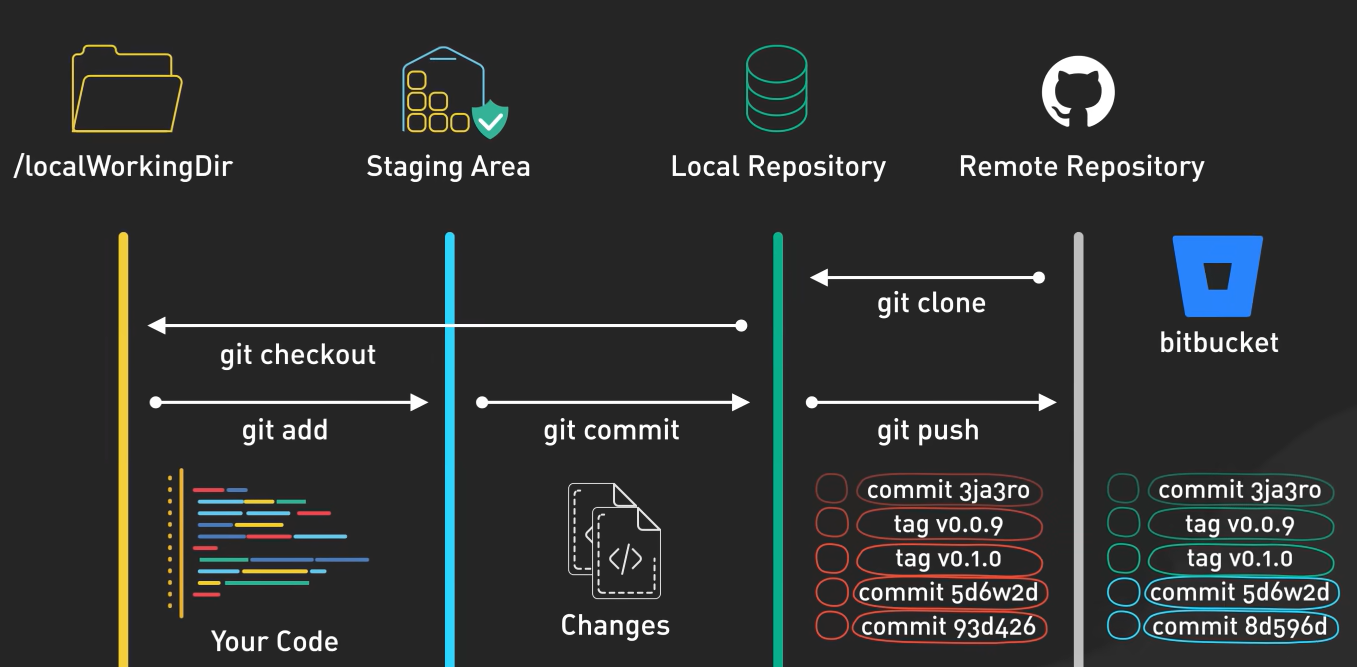 /localWorkingDir
Staging Area
Local Repository
Remote Repository
git clone
bitbucket
git checkout
git add
git commit
git push
</>
Your Code
Changes
commit 3ja3ro
tag v0.0.9
tag v0.1.0
commit 5d6w2d
commit 93d426
commit 3ja3ro
tag v0.0.9
tag v0.1.0
commit 5d6w2d
commit 8d596d